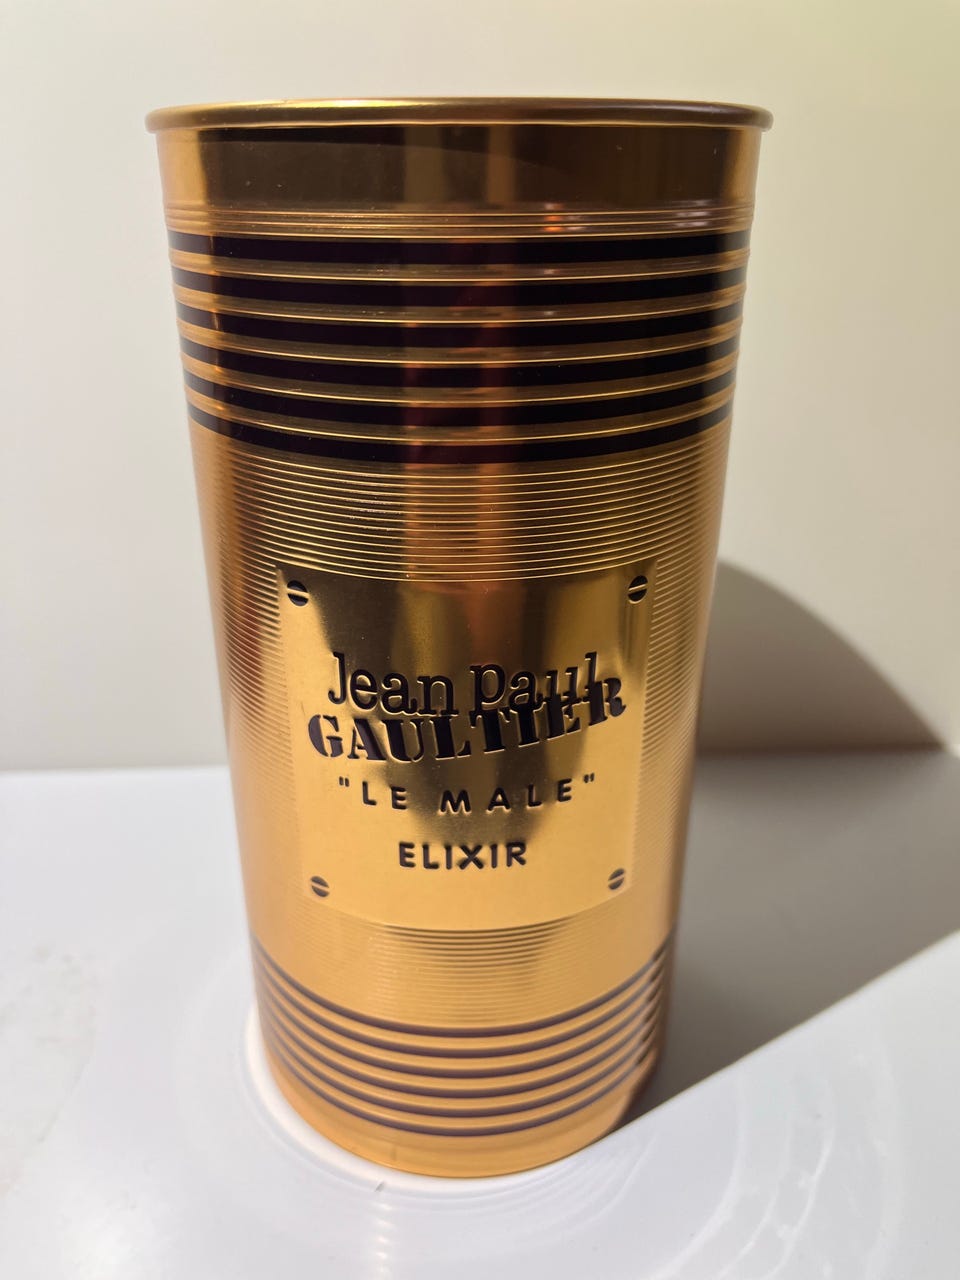 Jean Paul
GAULTIER
"LE MALE"
ELIXIR